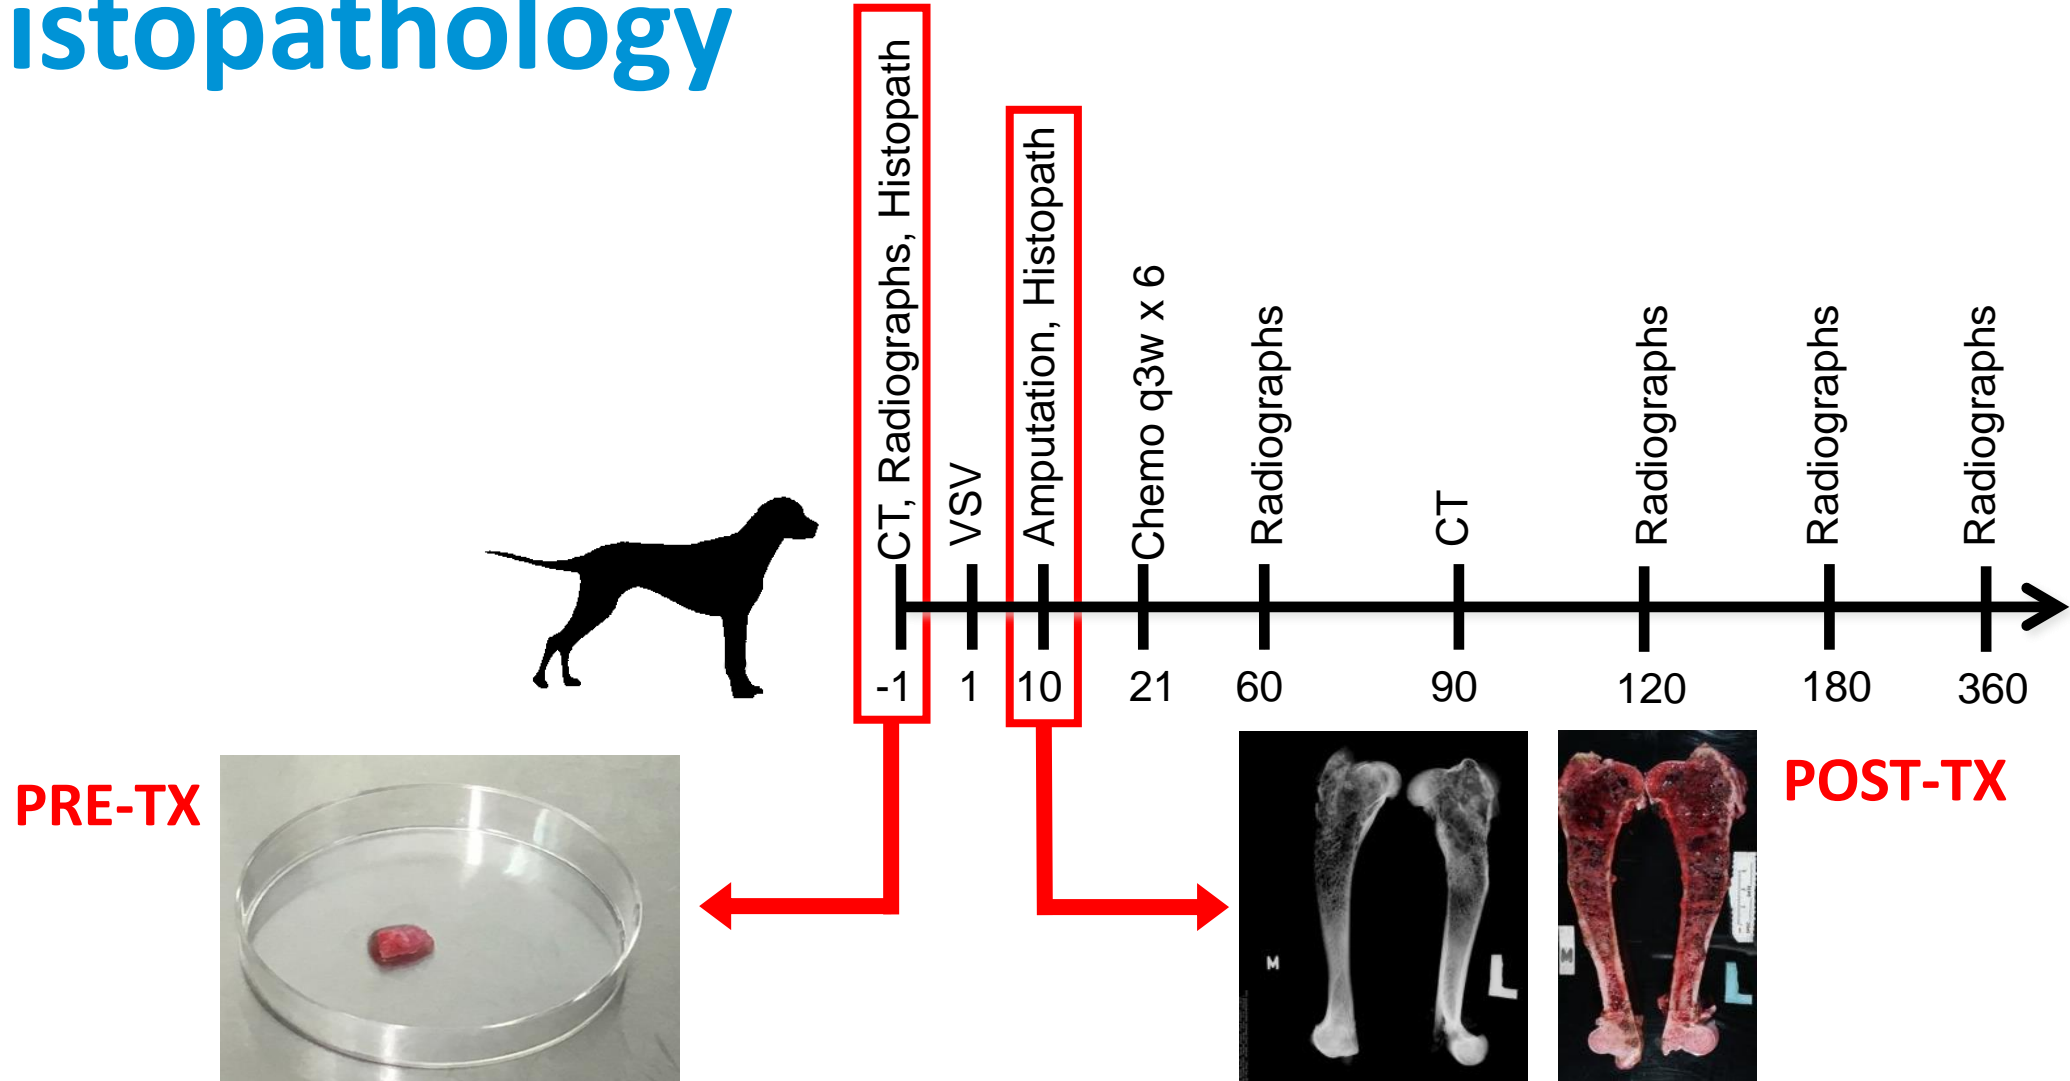 istopathology
CT, Radiographs, Histopath
VSV
Amputation, Histopath
Chemo q3w x 6
Radiographs
CT
Radiographs
Radiographs
Radiographs
-1 1 10 21 60 90 120 180 360
PRE-TX
POST-TX
M
L
M
L